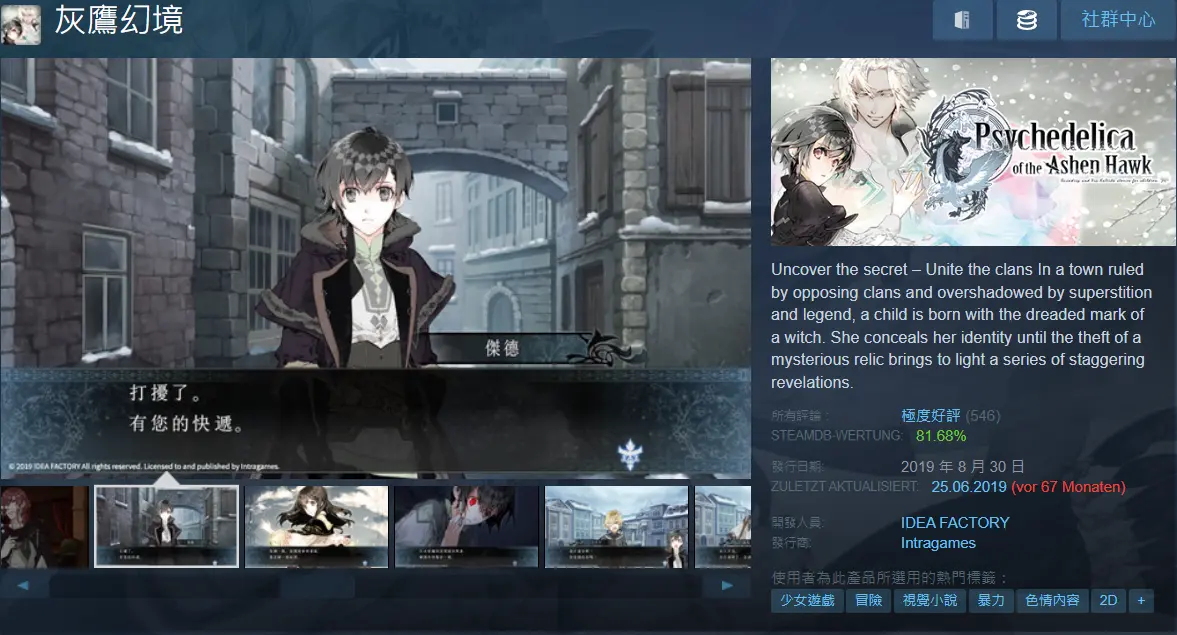 灰鷹幻境
社群中心
傑德
打擾了。
有您的快遞。
© 2019 IDEA FACTORY All rights reserved. Licensed to and published by Intragames.
Psychedelica
of the Ashen Hawk
Uncover the secret – Unite the clans In a town ruled
by opposing clans and overshadowed by superstition
and legend, a child is born with the dreaded mark of
a witch. She conceals her identity until the theft of a
mysterious relic brings to light a series of staggering
revelations.
所有評論: 極度好評 (546)
STEAMDB-WERTUNG: 81.68%
發行日期: 2019 年 8 月 30 日
ZULETZT AKTUALISIERT: 25.06.2019 (vor 67 Monaten)
開發人員: IDEA FACTORY
發行商: Intragames
使用者為此產品所選用的熱門標籤：
少女遊戲 冒險 視覺小說 暴力 色情內容 2D +